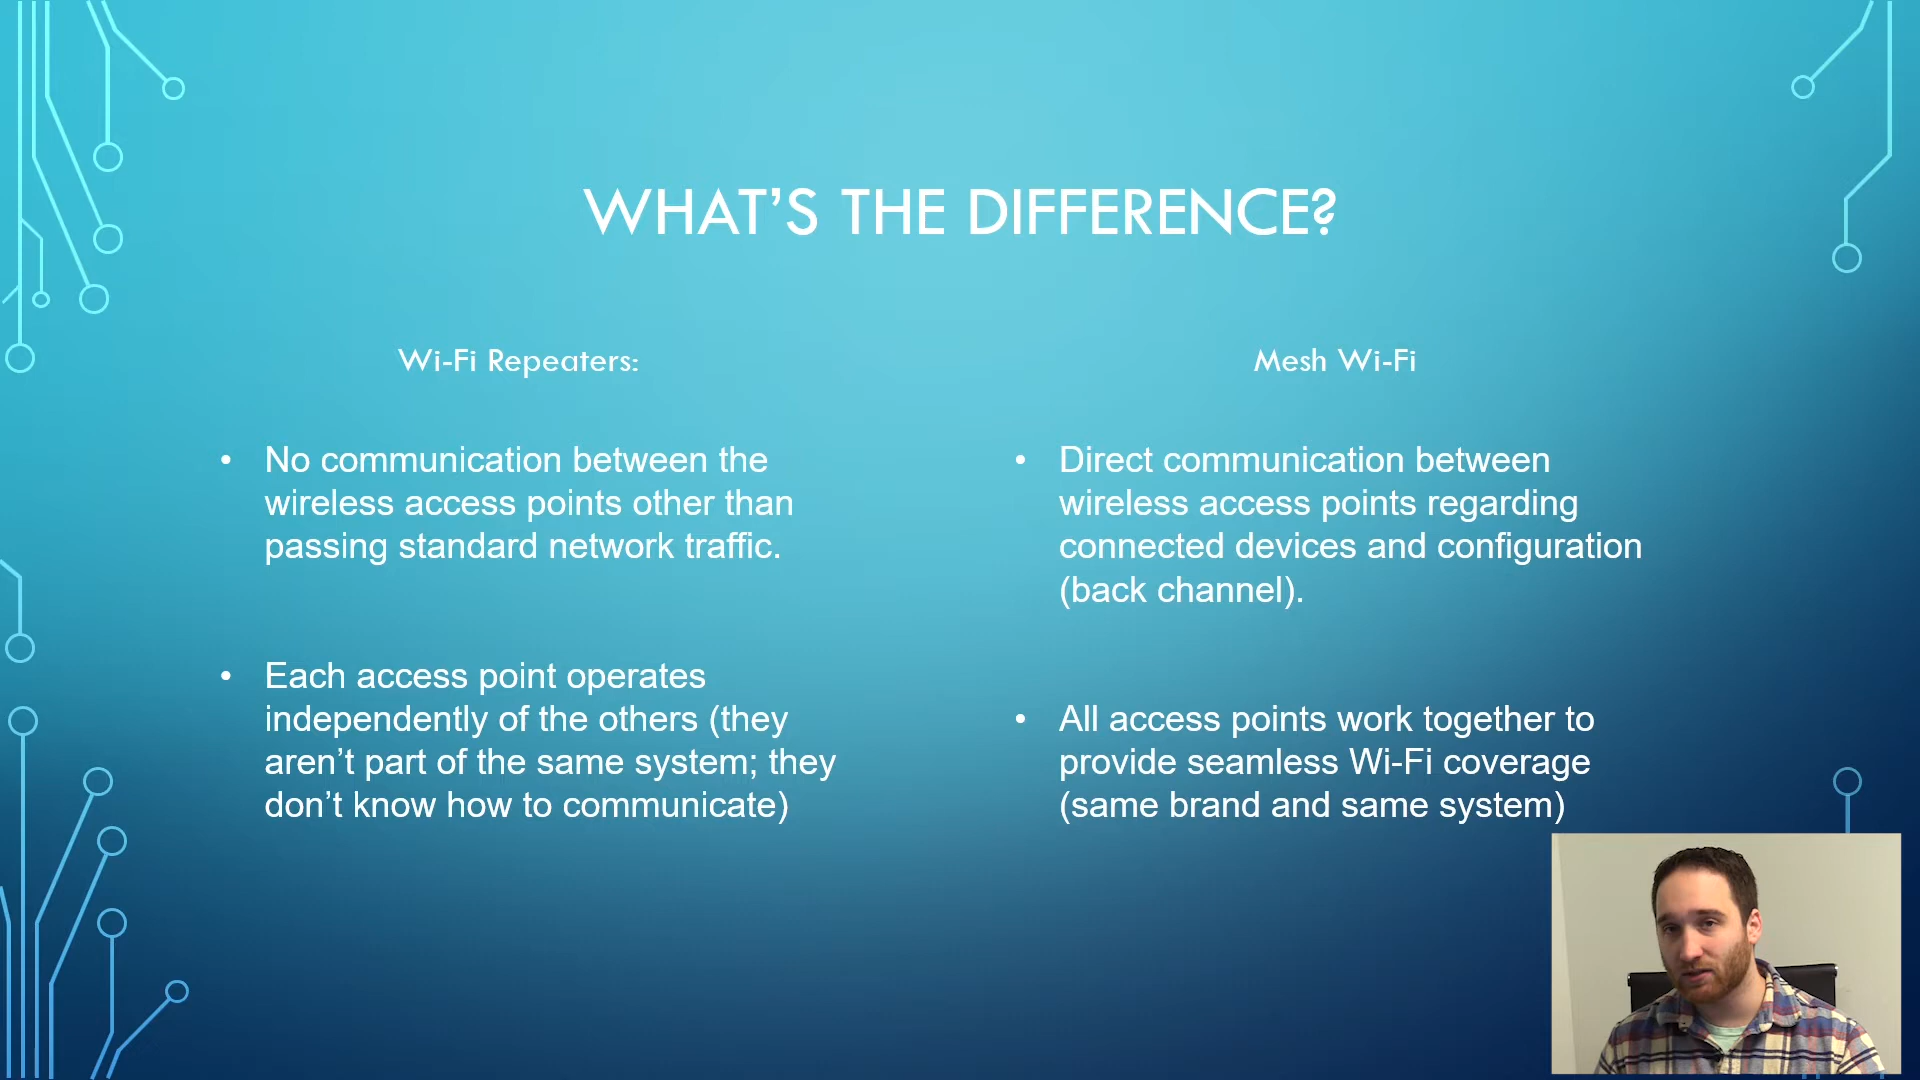 WHAT’S THE DIFFERENCE?
Wi-Fi Repeaters:
• No communication between the
wireless access points other than
passing standard network traffic.
• Each access point operates
independently of the others (they
aren’t part of the same system; they
don’t know how to communicate)
Mesh Wi-Fi
• Direct communication between
wireless access points regarding
connected devices and configuration
(back channel).
• All access points work together to
provide seamless Wi-Fi coverage
(same brand and same system)